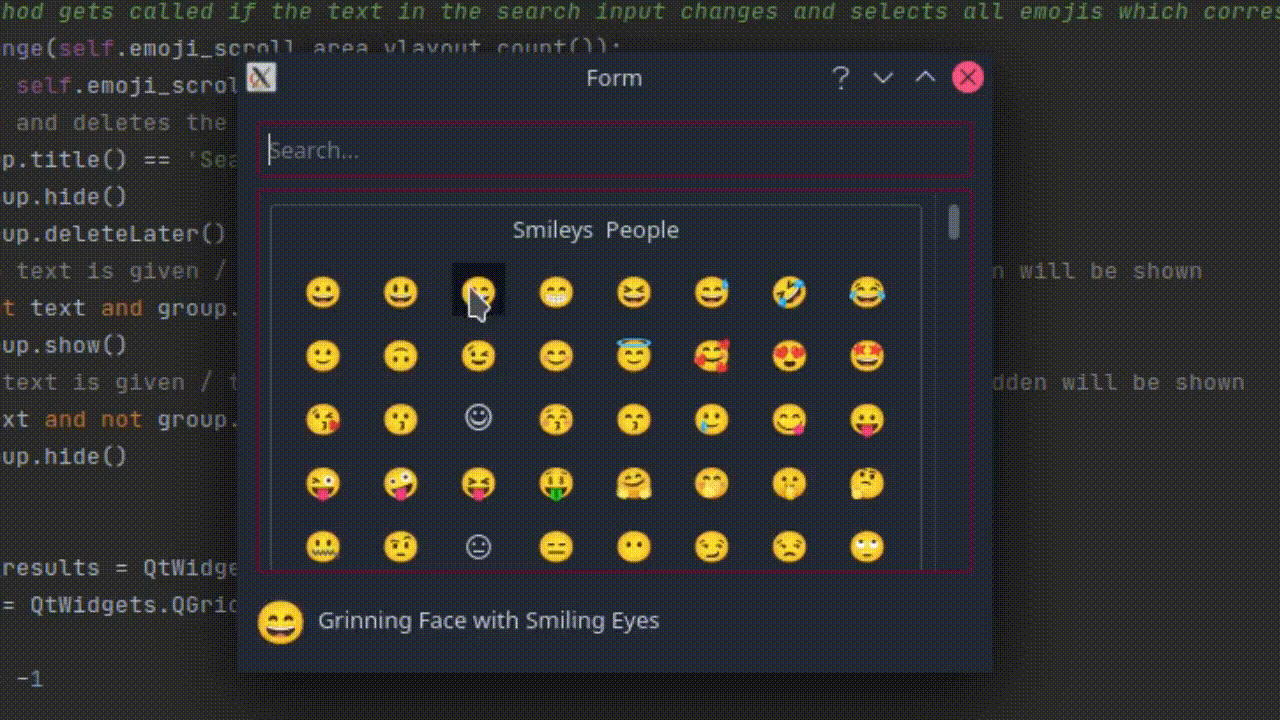 hod gets called if the text in the search input changes and selects all emojis which corres
nge(self.emoji_scroll_area_vlayout.count()):
self.emoji_scrol
and deletes the
p.title() == 'Sea
up.hide()
up.deleteLater()
text is given / n will be shown
t text and group.
up.show()
text is given / t dden will be shown
xt and not group.
up.hide()
results = QtWidge
= QtWidgets.QGrid
-1
Form
Search...
Smileys People
Grinning Face with Smiling Eyes